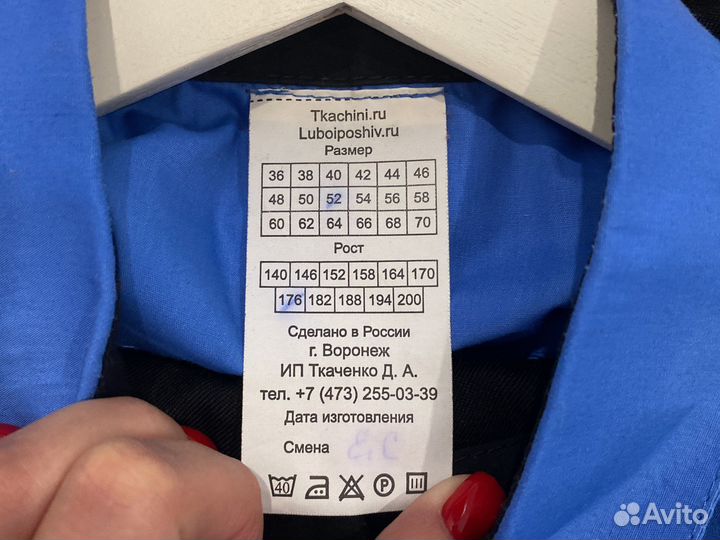 Tkachini.ru
Luboiposhiv.ru
Размер
36 38 40 42 44 46
48 50 52 54 56 58
60 62 64 66 68 70
Рост
140 146 152 158 164 170
176 182 188 194 200
Сделано в России
г. Воронеж
ИП Ткаченко Д. А.
тел. +7 (473) 255-03-39
Дата изготовления
Смена
40 P
Avito